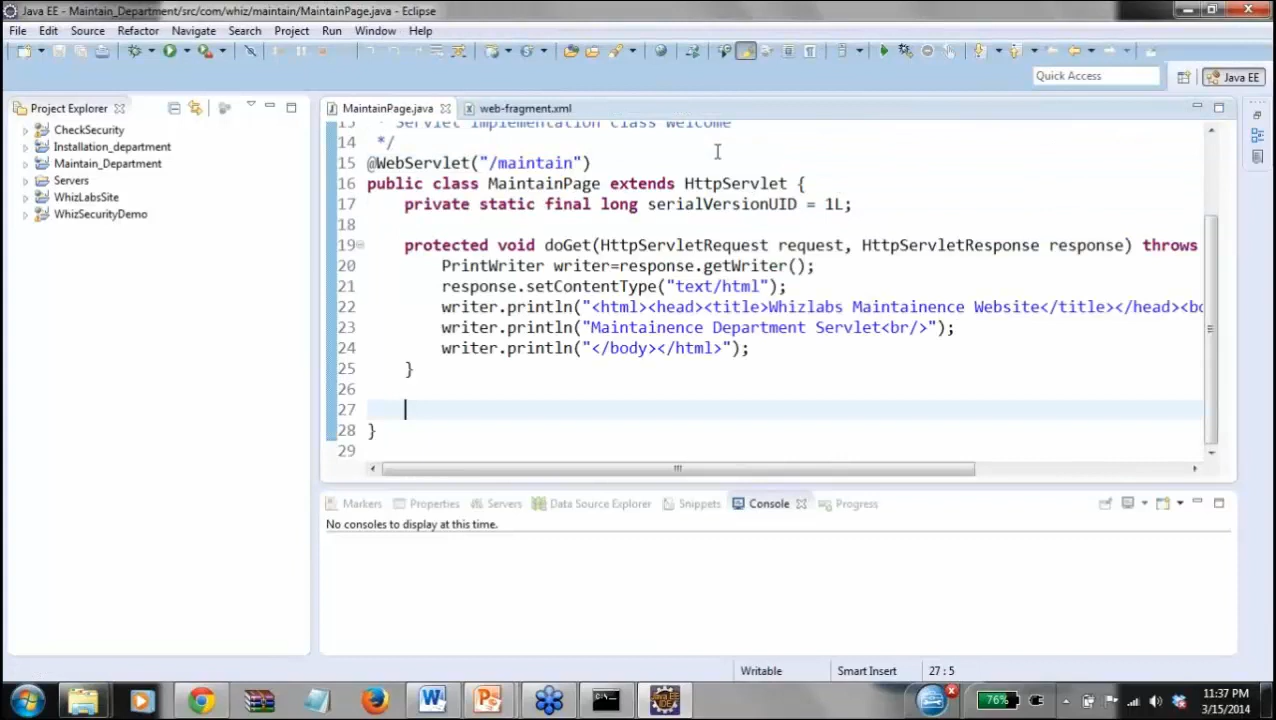 Java EE - Maintain_Department/src/com/whiz/maintain/MaintainPage.java - Eclipse
File Edit Source Refactor Navigate Search Project Run Window Help
Quick Access
Java EE
Project Explorer
CheckSecurity
Installation_department
Maintain_Department
Servers
WhizLabsSite
WhizSecurityDemo
MaintainPage.java
web-fragment.xml
13 * Servlet implementation class Welcome
14 */
15 @WebServlet("/maintain")
16 public class MaintainPage extends HttpServlet {
17 private static final long serialVersionUID = 1L;
18
19 protected void doGet(HttpServletRequest request, HttpServletResponse response) throws
20 PrintWriter writer=response.getWriter();
21 response.setContentType("text/html");
22 writer.println("<html><head><title>Whizlabs Maintainence Website</title></head><bo
23 writer.println("Maintainence Department Servlet<br/>");
24 writer.println("</body></html>");
25 }
26
27
28 }
29
Markers Properties Servers Data Source Explorer Snippets Console Progress
No consoles to display at this time.
Writable Smart Insert 27 : 5
76%
11:37 PM
3/15/2014